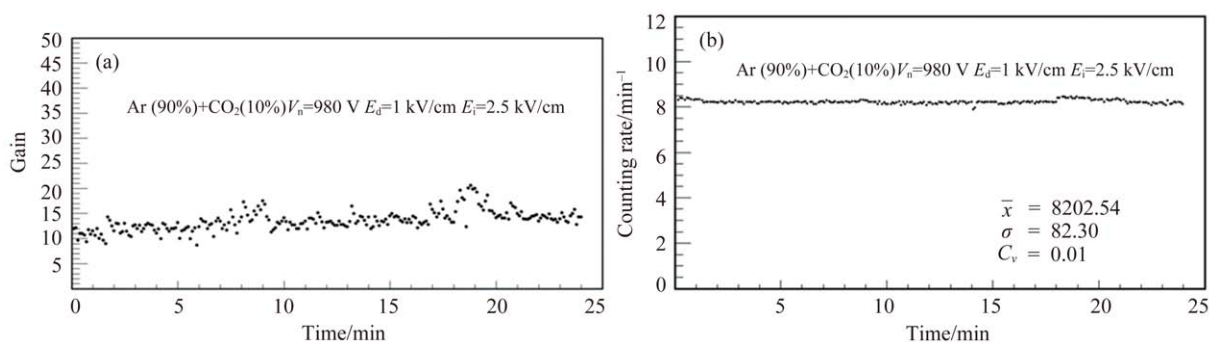 (a)
Ar (90%)+CO₂(10%)Vₙ=980 V E_d=1 kV/cm Eᵢ=2.5 kV/cm
Gain
50
45
40
35
30
25
20
15
10
5
0 5 10 15 20 25
Time/min
(b)
Ar (90%)+CO₂(10%)Vₙ=980 V E_d=1 kV/cm Eᵢ=2.5 kV/cm
Counting rate/min⁻¹
12
10
8
6
4
2
0
x̅ = 8202.54
σ = 82.30
Cᵥ = 0.01
0 5 10 15 20 25
Time/min